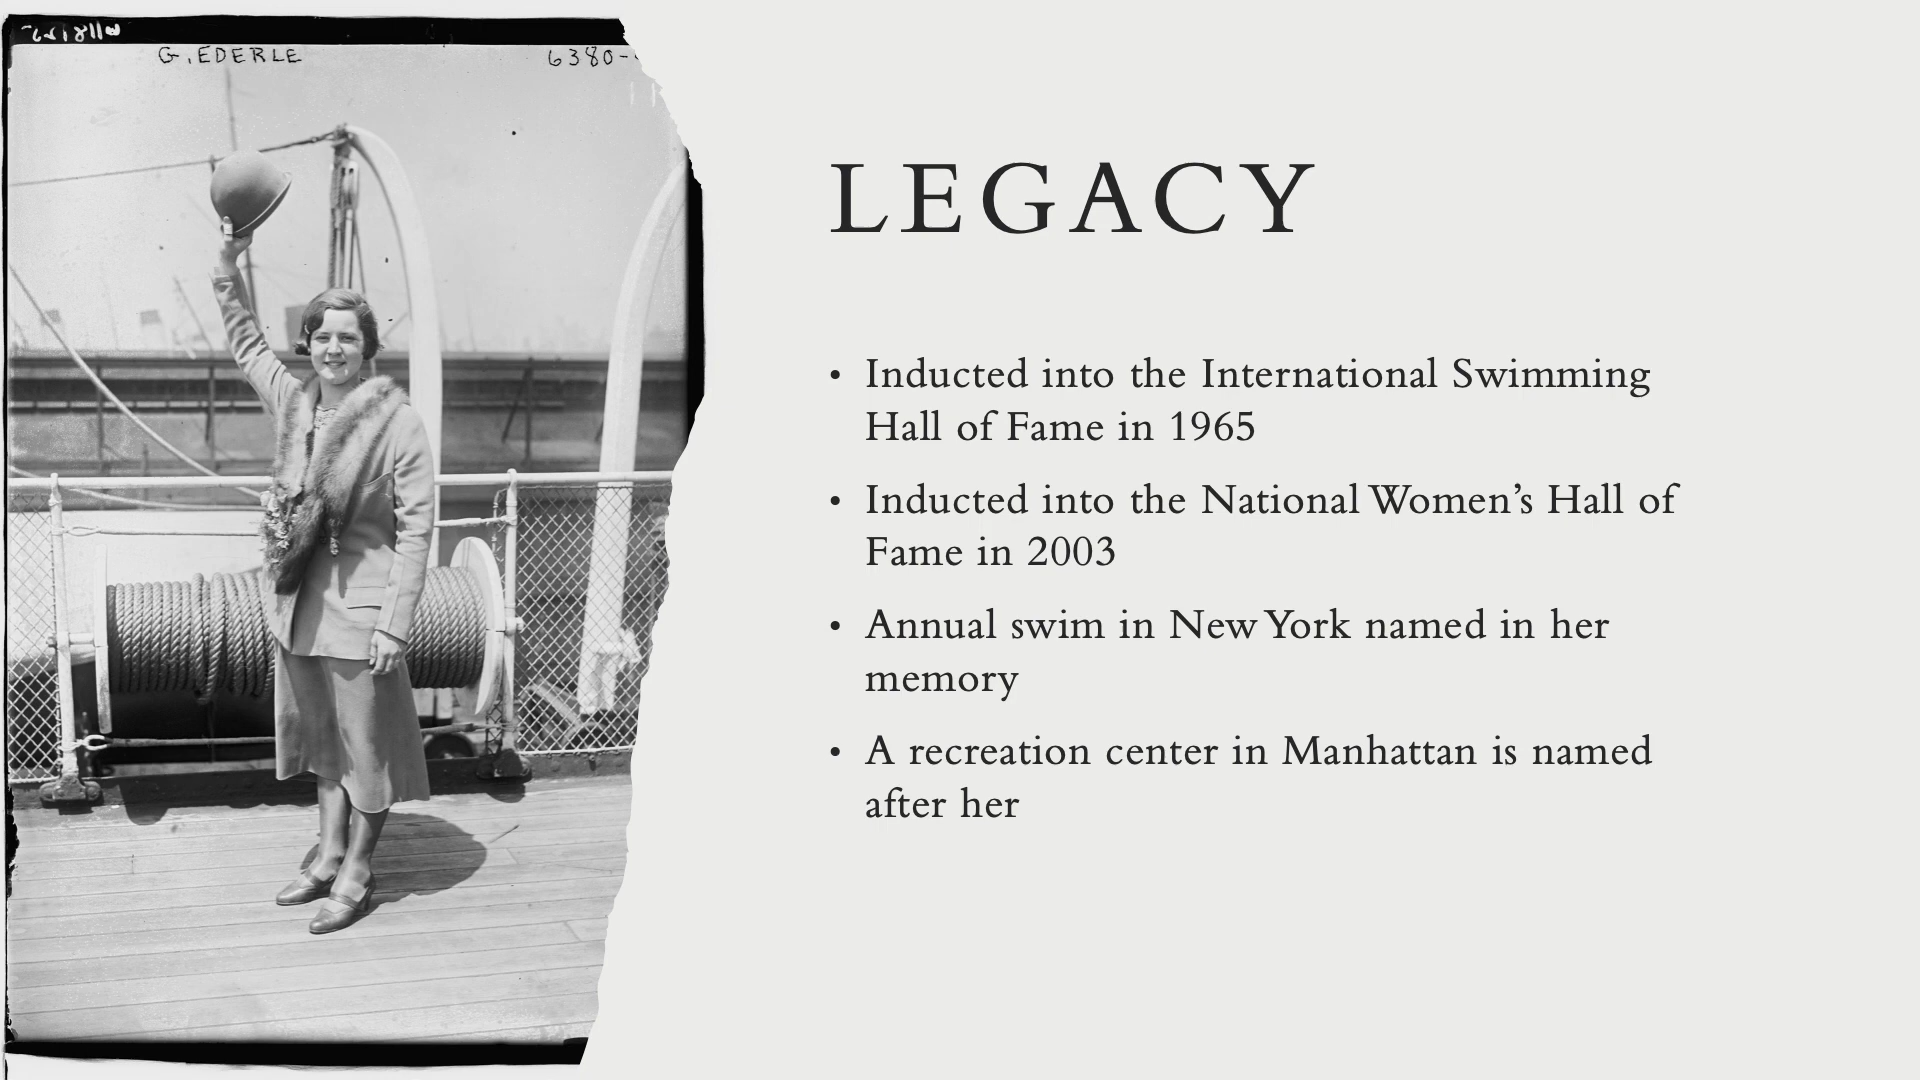 G. EDERLE
6380-
LEGACY
• Inducted into the International Swimming
Hall of Fame in 1965
• Inducted into the National Women’s Hall of
Fame in 2003
• Annual swim in New York named in her
memory
• A recreation center in Manhattan is named
after her